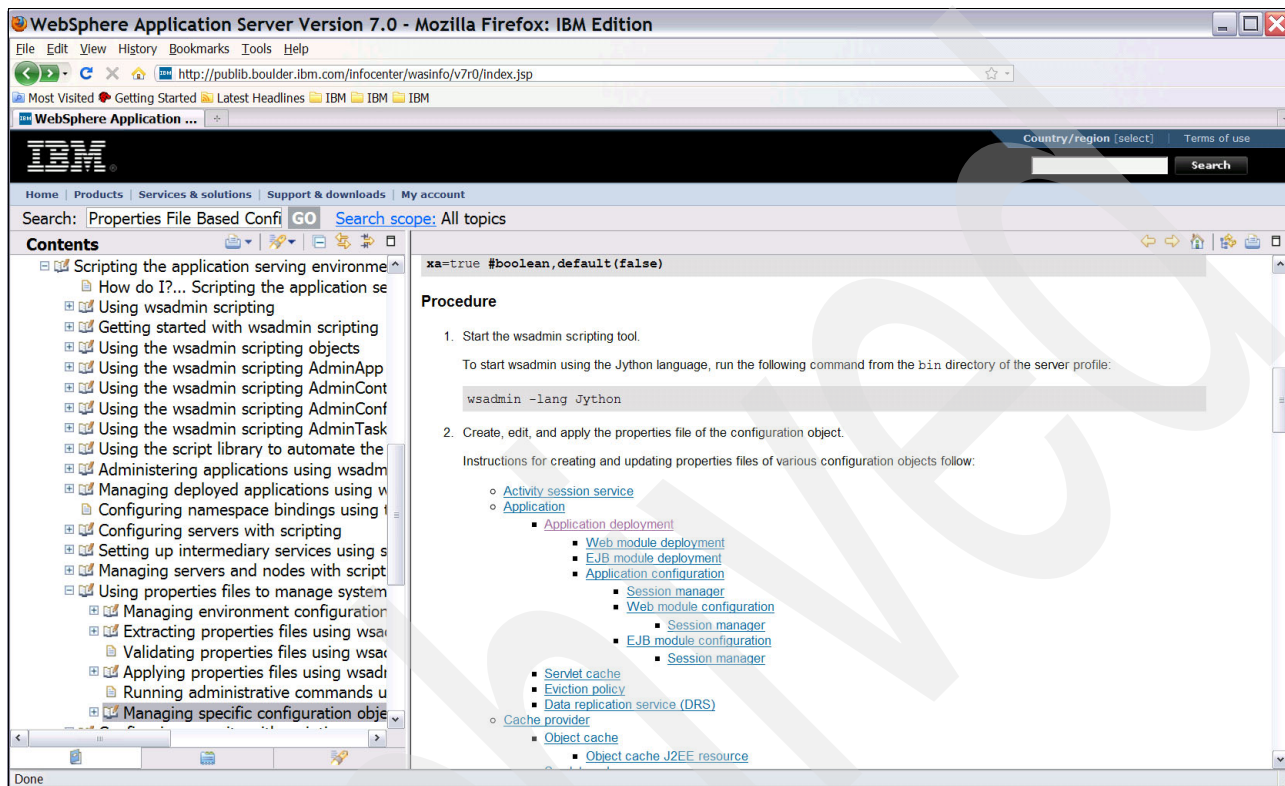 WebSphere Application Server Version 7.0 - Mozilla Firefox: IBM Edition
File Edit View History Bookmarks Tools Help
http://publib.boulder.ibm.com/infocenter/wasinfo/v7r0/index.jsp
Most Visited Getting Started Latest Headlines IBM IBM IBM
WebSphere Application ...
Country/region [select] | Terms of use
IBM
Search
Home | Products | Services & solutions | Support & downloads | My account
Search: Properties File Based Confi GO Search scope: All topics
Contents
Scripting the application serving environme
How do I?... Scripting the application se
Using wsadmin scripting
Getting started with wsadmin scripting
Using the wsadmin scripting objects
Using the wsadmin scripting AdminApp
Using the wsadmin scripting AdminCont
Using the wsadmin scripting AdminConf
Using the wsadmin scripting AdminTask
Using the script library to automate the
Administering applications using wsadm
Managing deployed applications using w
Configuring namespace bindings using t
Configuring servers with scripting
Setting up intermediary services using s
Managing servers and nodes with script
Using properties files to manage system
Managing environment configuration
Extracting properties files using wsa
Validating properties files using wsad
Applying properties files using wsadr
Running administrative commands u
Managing specific configuration obje
xa=true #boolean,default(false)
Procedure
1. Start the wsadmin scripting tool.
To start wsadmin using the Jython language, run the following command from the bin directory of the server profile:
wsadmin -lang Jython
2. Create, edit, and apply the properties file of the configuration object.
Instructions for creating and updating properties files of various configuration objects follow:
Activity session service
Application
Application deployment
Web module deployment
EJB module deployment
Application configuration
Session manager
Web module configuration
Session manager
EJB module configuration
Session manager
Servlet cache
Eviction policy
Data replication service (DRS)
Cache provider
Object cache
Object cache J2EE resource
Done